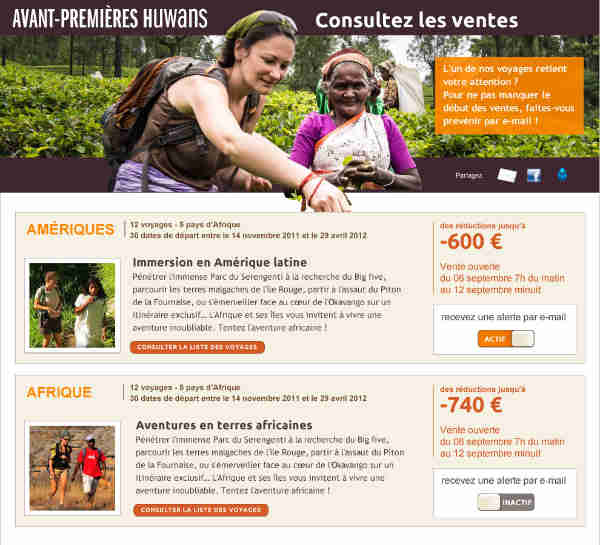 AVANT-PREMIÈRES HUWANS
Consultez les ventes
L'un de nos voyages retient
votre attention ?
Pour ne pas manquer le
début des ventes, faites-vous
prévenir par e-mail !
Partagez
AMÉRIQUES
12 voyages - 5 pays d'Afrique
30 dates de départ entre le 14 novembre 2011 et le 29 avril 2012
Immersion en Amérique latine
Pénétrer l'immense Parc du Serengenti à la recherche du Big five,
parcourir les terres malgaches de l'île Rouge, partir à l'assaut du Piton
de la Fournaise, ou s'émerveiller face au cœur de l'Okavango sur un
itinéraire exclusif... L'Afrique et ses îles vous invitent à vivre une
aventure inoubliable. Tentez l'aventure africaine !
CONSULTER LA LISTE DES VOYAGES
des réductions jusqu'à
-600 €
Vente ouverte
du 06 septembre 7h du matin
au 12 septembre minuit
recevez une alerte par e-mail
ACTIF
AFRIQUE
12 voyages - 5 pays d'Afrique
30 dates de départ entre le 14 novembre 2011 et le 29 avril 2012
Aventures en terres africaines
Pénétrer l'immense Parc du Serengenti à la recherche du Big five,
parcourir les terres malgaches de l'île Rouge, partir à l'assaut du Piton
de la Fournaise, ou s'émerveiller face au cœur de l'Okavango sur un
itinéraire exclusif... L'Afrique et ses îles vous invitent à vivre une
aventure inoubliable. Tentez l'aventure africaine !
CONSULTER LA LISTE DES VOYAGES
des réductions jusqu'à
-740 €
Vente ouverte
du 06 septembre 7h du matin
au 12 septembre minuit
recevez une alerte par e-mail
INACTIF